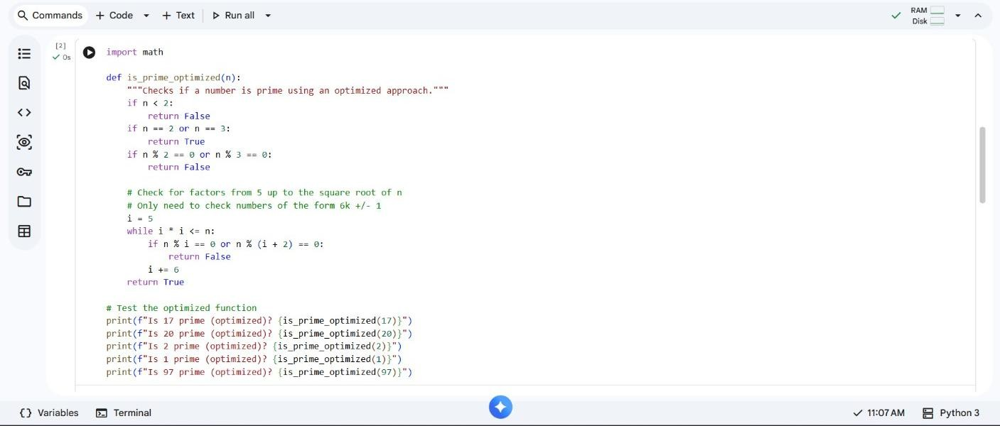 Commands + Code + Text Run all RAM
Disk
[2]
0s
import math

def is_prime_optimized(n):
    """Checks if a number is prime using an optimized approach."""
    if n < 2:
        return False
    if n == 2 or n == 3:
        return True
    if n % 2 == 0 or n % 3 == 0:
        return False

    # Check for factors from 5 up to the square root of n
    # Only need to check numbers of the form 6k +/- 1
    i = 5
    while i * i <= n:
        if n % i == 0 or n % (i + 2) == 0:
            return False
        i += 6
    return True

# Test the optimized function
print(f"Is 17 prime (optimized)? {is_prime_optimized(17)}")
print(f"Is 20 prime (optimized)? {is_prime_optimized(20)}")
print(f"Is 2 prime (optimized)? {is_prime_optimized(2)}")
print(f"Is 1 prime (optimized)? {is_prime_optimized(1)}")
print(f"Is 97 prime (optimized)? {is_prime_optimized(97)}")
{} Variables Terminal 11:07 AM Python 3